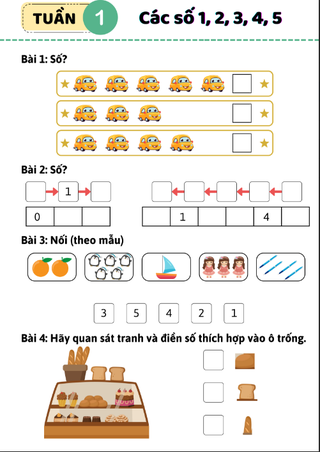 TUẦN 1 Các số 1, 2, 3, 4, 5
Bài 1: Số?
Bài 2: Số?
1
0 1 4
Bài 3: Nối (theo mẫu)
3 5 4 2 1
Bài 4: Hãy quan sát tranh và điền số thích hợp vào ô trống.